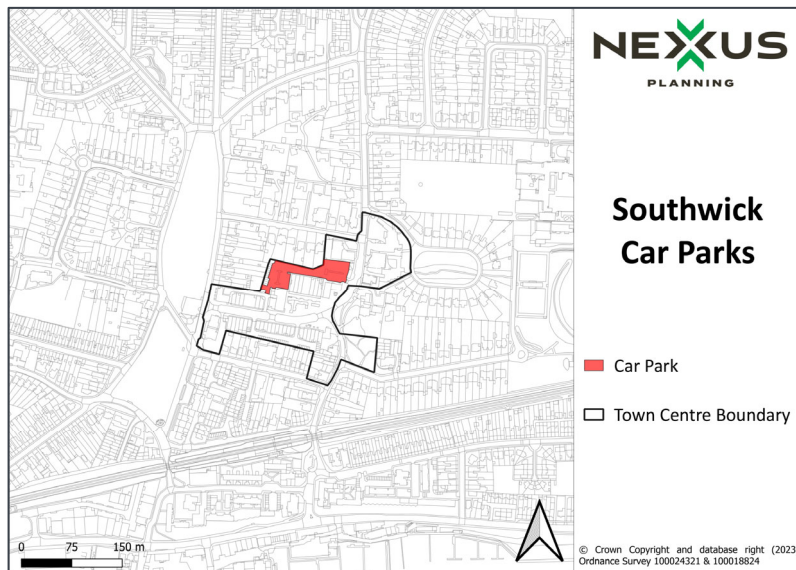 NEXUS
PLANNING
Southwick
Car Parks
Car Park
Town Centre Boundary
0 75 150 m
© Crown Copyright and database right (2023
Ordnance Survey 100024321 & 100018824